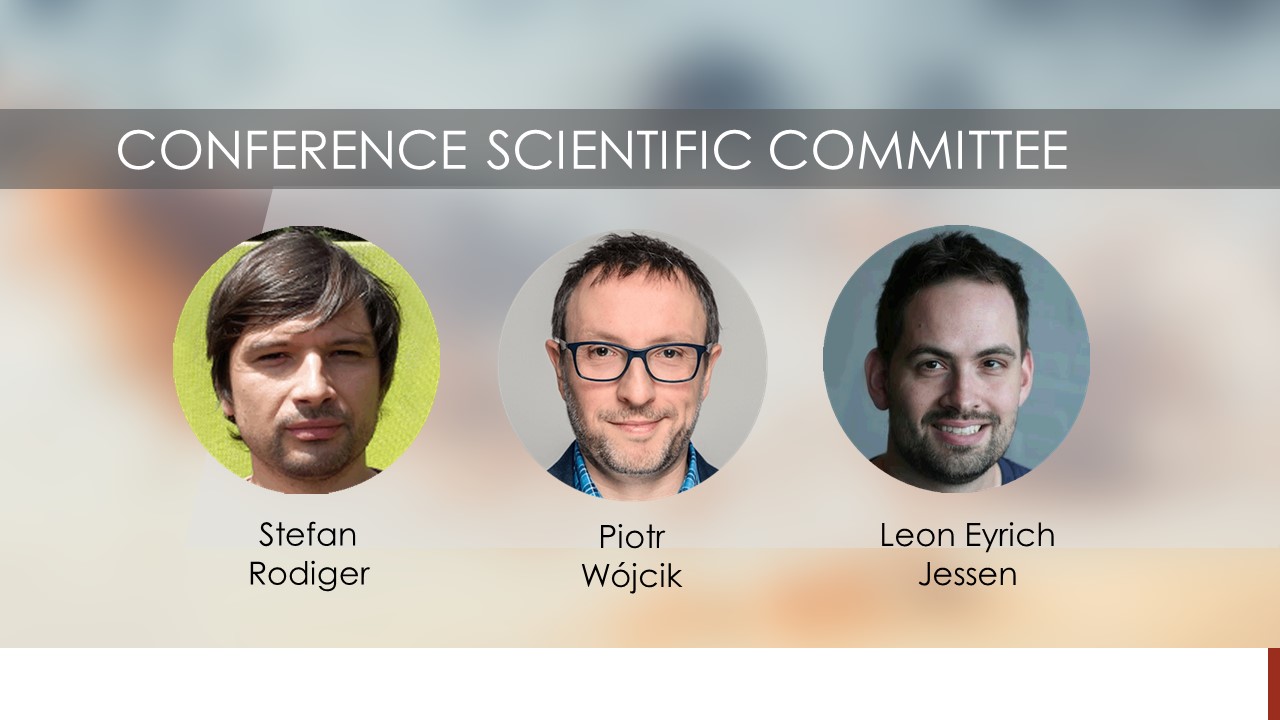 CONFERENCE SCIENTIFIC COMMITTEE
Stefan
Rodiger
Piotr
Wójcik
Leon Eyrich
Jessen